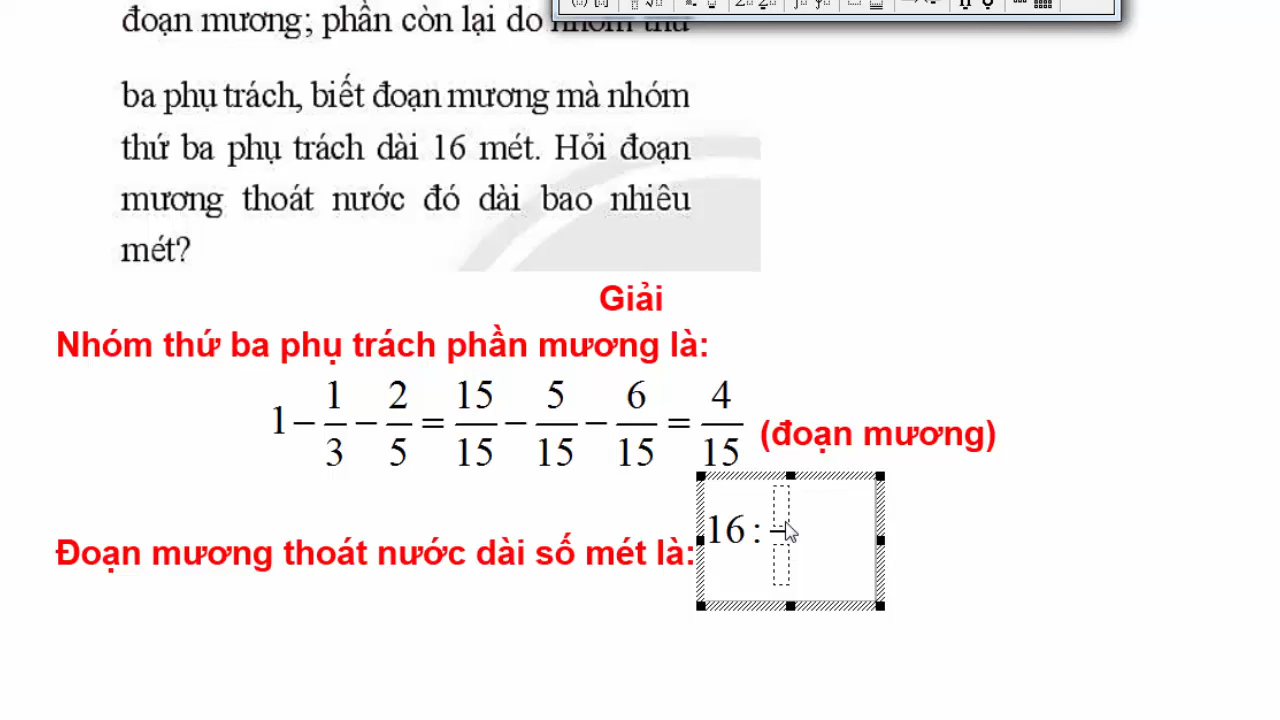 đoạn mương; phần còn lại do nhóm thứ
ba phụ trách, biết đoạn mương mà nhóm
thứ ba phụ trách dài 16 mét. Hỏi đoạn
mương thoát nước đó dài bao nhiêu
mét?
Giải
Nhóm thứ ba phụ trách phần mương là:
1 − 1/3 − 2/5 = 15/15 − 5/15 − 6/15 = 4/15 (đoạn mương)
Đoạn mương thoát nước dài số mét là: 16 :